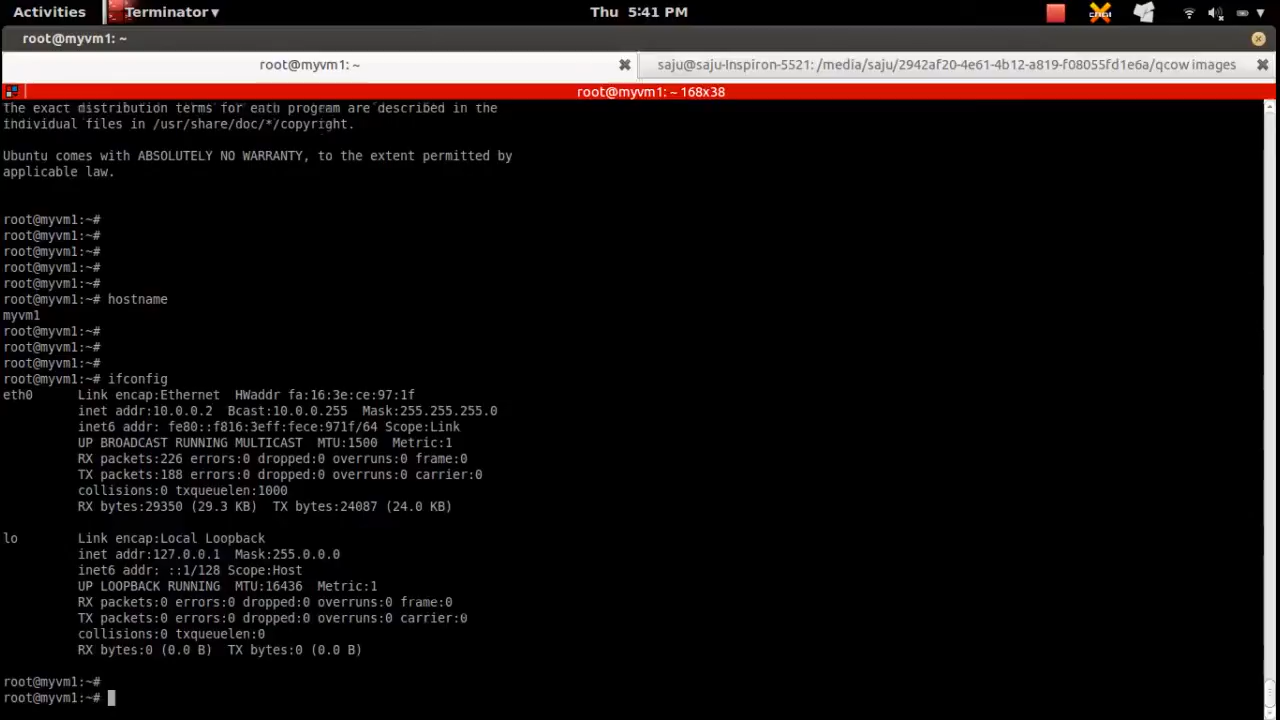 Activities Terminator▾ Thu 5:41 PM
root@myvm1: ~
root@myvm1: ~ saju@saju-Inspiron-5521: /media/saju/2942af20-4e61-4b12-a819-f08055fd1e6a/qcow images
root@myvm1: ~ 168x38
The exact distribution terms for each program are described in the
individual files in /usr/share/doc/*/copyright.
Ubuntu comes with ABSOLUTELY NO WARRANTY, to the extent permitted by
applicable law.
root@myvm1:~#
root@myvm1:~#
root@myvm1:~#
root@myvm1:~#
root@myvm1:~#
root@myvm1:~# hostname
myvm1
root@myvm1:~#
root@myvm1:~#
root@myvm1:~#
root@myvm1:~# ifconfig
eth0 Link encap:Ethernet HWaddr fa:16:3e:ce:97:1f
inet addr:10.0.0.2 Bcast:10.0.0.255 Mask:255.255.255.0
inet6 addr: fe80::f816:3eff:fece:971f/64 Scope:Link
UP BROADCAST RUNNING MULTICAST MTU:1500 Metric:1
RX packets:226 errors:0 dropped:0 overruns:0 frame:0
TX packets:188 errors:0 dropped:0 overruns:0 carrier:0
collisions:0 txqueuelen:1000
RX bytes:29350 (29.3 KB) TX bytes:24087 (24.0 KB)
lo Link encap:Local Loopback
inet addr:127.0.0.1 Mask:255.0.0.0
inet6 addr: ::1/128 Scope:Host
UP LOOPBACK RUNNING MTU:16436 Metric:1
RX packets:0 errors:0 dropped:0 overruns:0 frame:0
TX packets:0 errors:0 dropped:0 overruns:0 carrier:0
collisions:0 txqueuelen:0
RX bytes:0 (0.0 B) TX bytes:0 (0.0 B)
root@myvm1:~#
root@myvm1:~#